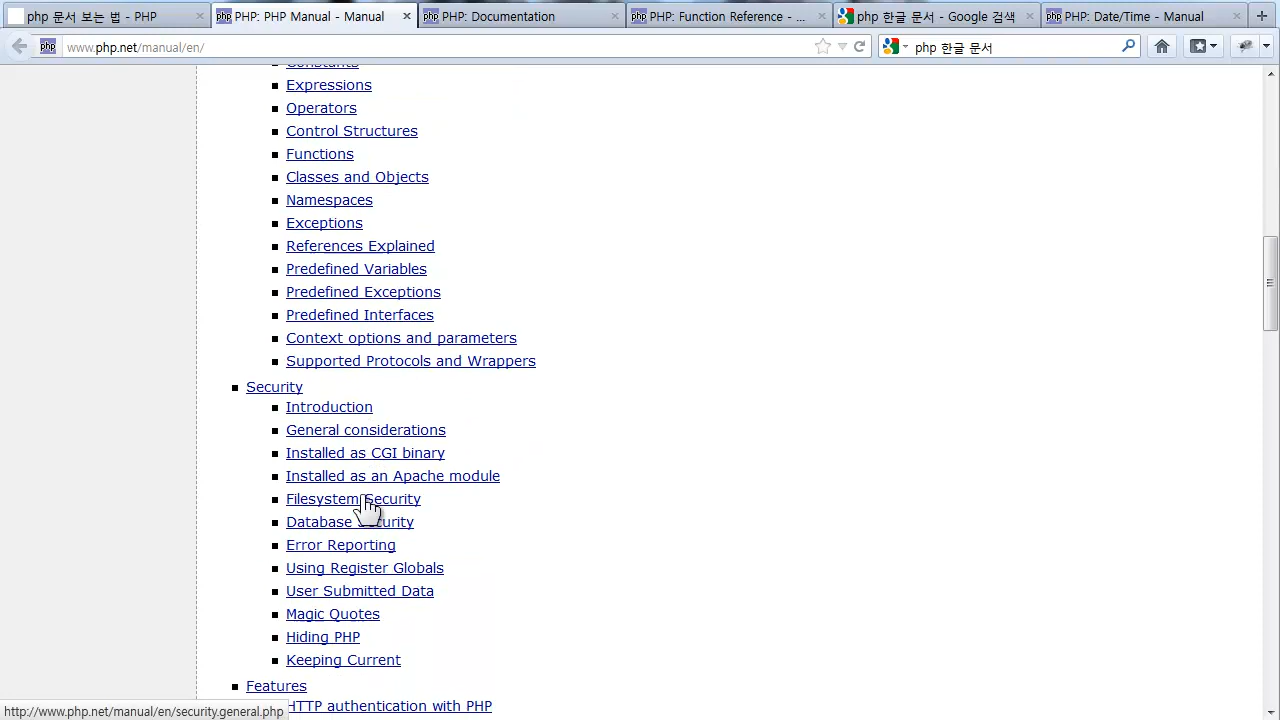 php 문서 보는 법 - PHP
PHP: PHP Manual - Manual
PHP: Documentation
PHP: Function Reference - ...
php 한글 문서 - Google 검색
PHP: Date/Time - Manual
www.php.net/manual/en/
php 한글 문서
Constants
Expressions
Operators
Control Structures
Functions
Classes and Objects
Namespaces
Exceptions
References Explained
Predefined Variables
Predefined Exceptions
Predefined Interfaces
Context options and parameters
Supported Protocols and Wrappers
Security
Introduction
General considerations
Installed as CGI binary
Installed as an Apache module
Filesystem Security
Database Security
Error Reporting
Using Register Globals
User Submitted Data
Magic Quotes
Hiding PHP
Keeping Current
Features
HTTP authentication with PHP
http://www.php.net/manual/en/security.general.php